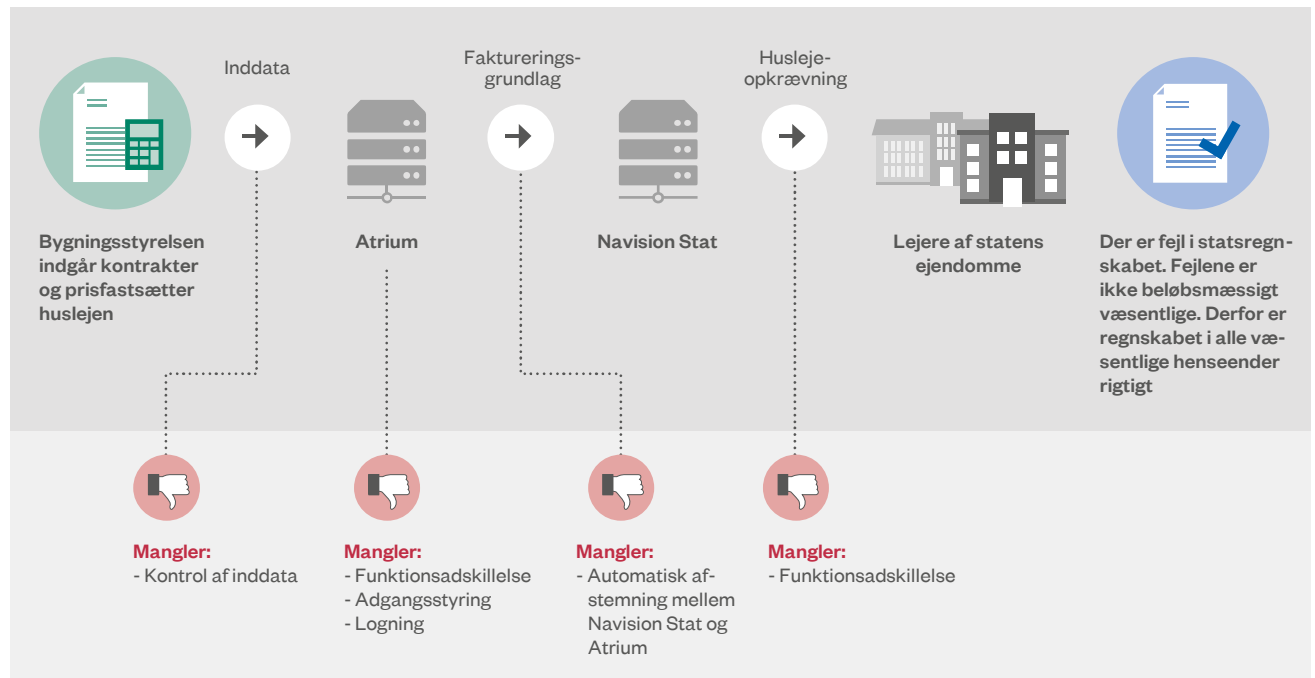 Inddata
Fakturerings-
grundlag
Husleje-
opkrævning
Bygningsstyrelsen
indgår kontrakter
og prisfastsætter
huslejen
Atrium
Navision Stat
Lejere af statens
ejendomme
Der er fejl i statsregn-
skabet. Fejlene er
ikke beløbsmæssigt
væsentlige. Derfor er
regnskabet i alle væ-
sentlige henseender
rigtigt
Mangler:
- Kontrol af inddata
Mangler:
- Funktionsadskillelse
- Adgangsstyring
- Logning
Mangler:
- Automatisk af-
stemning mellem
Navision Stat og
Atrium
Mangler:
- Funktionsadskillelse